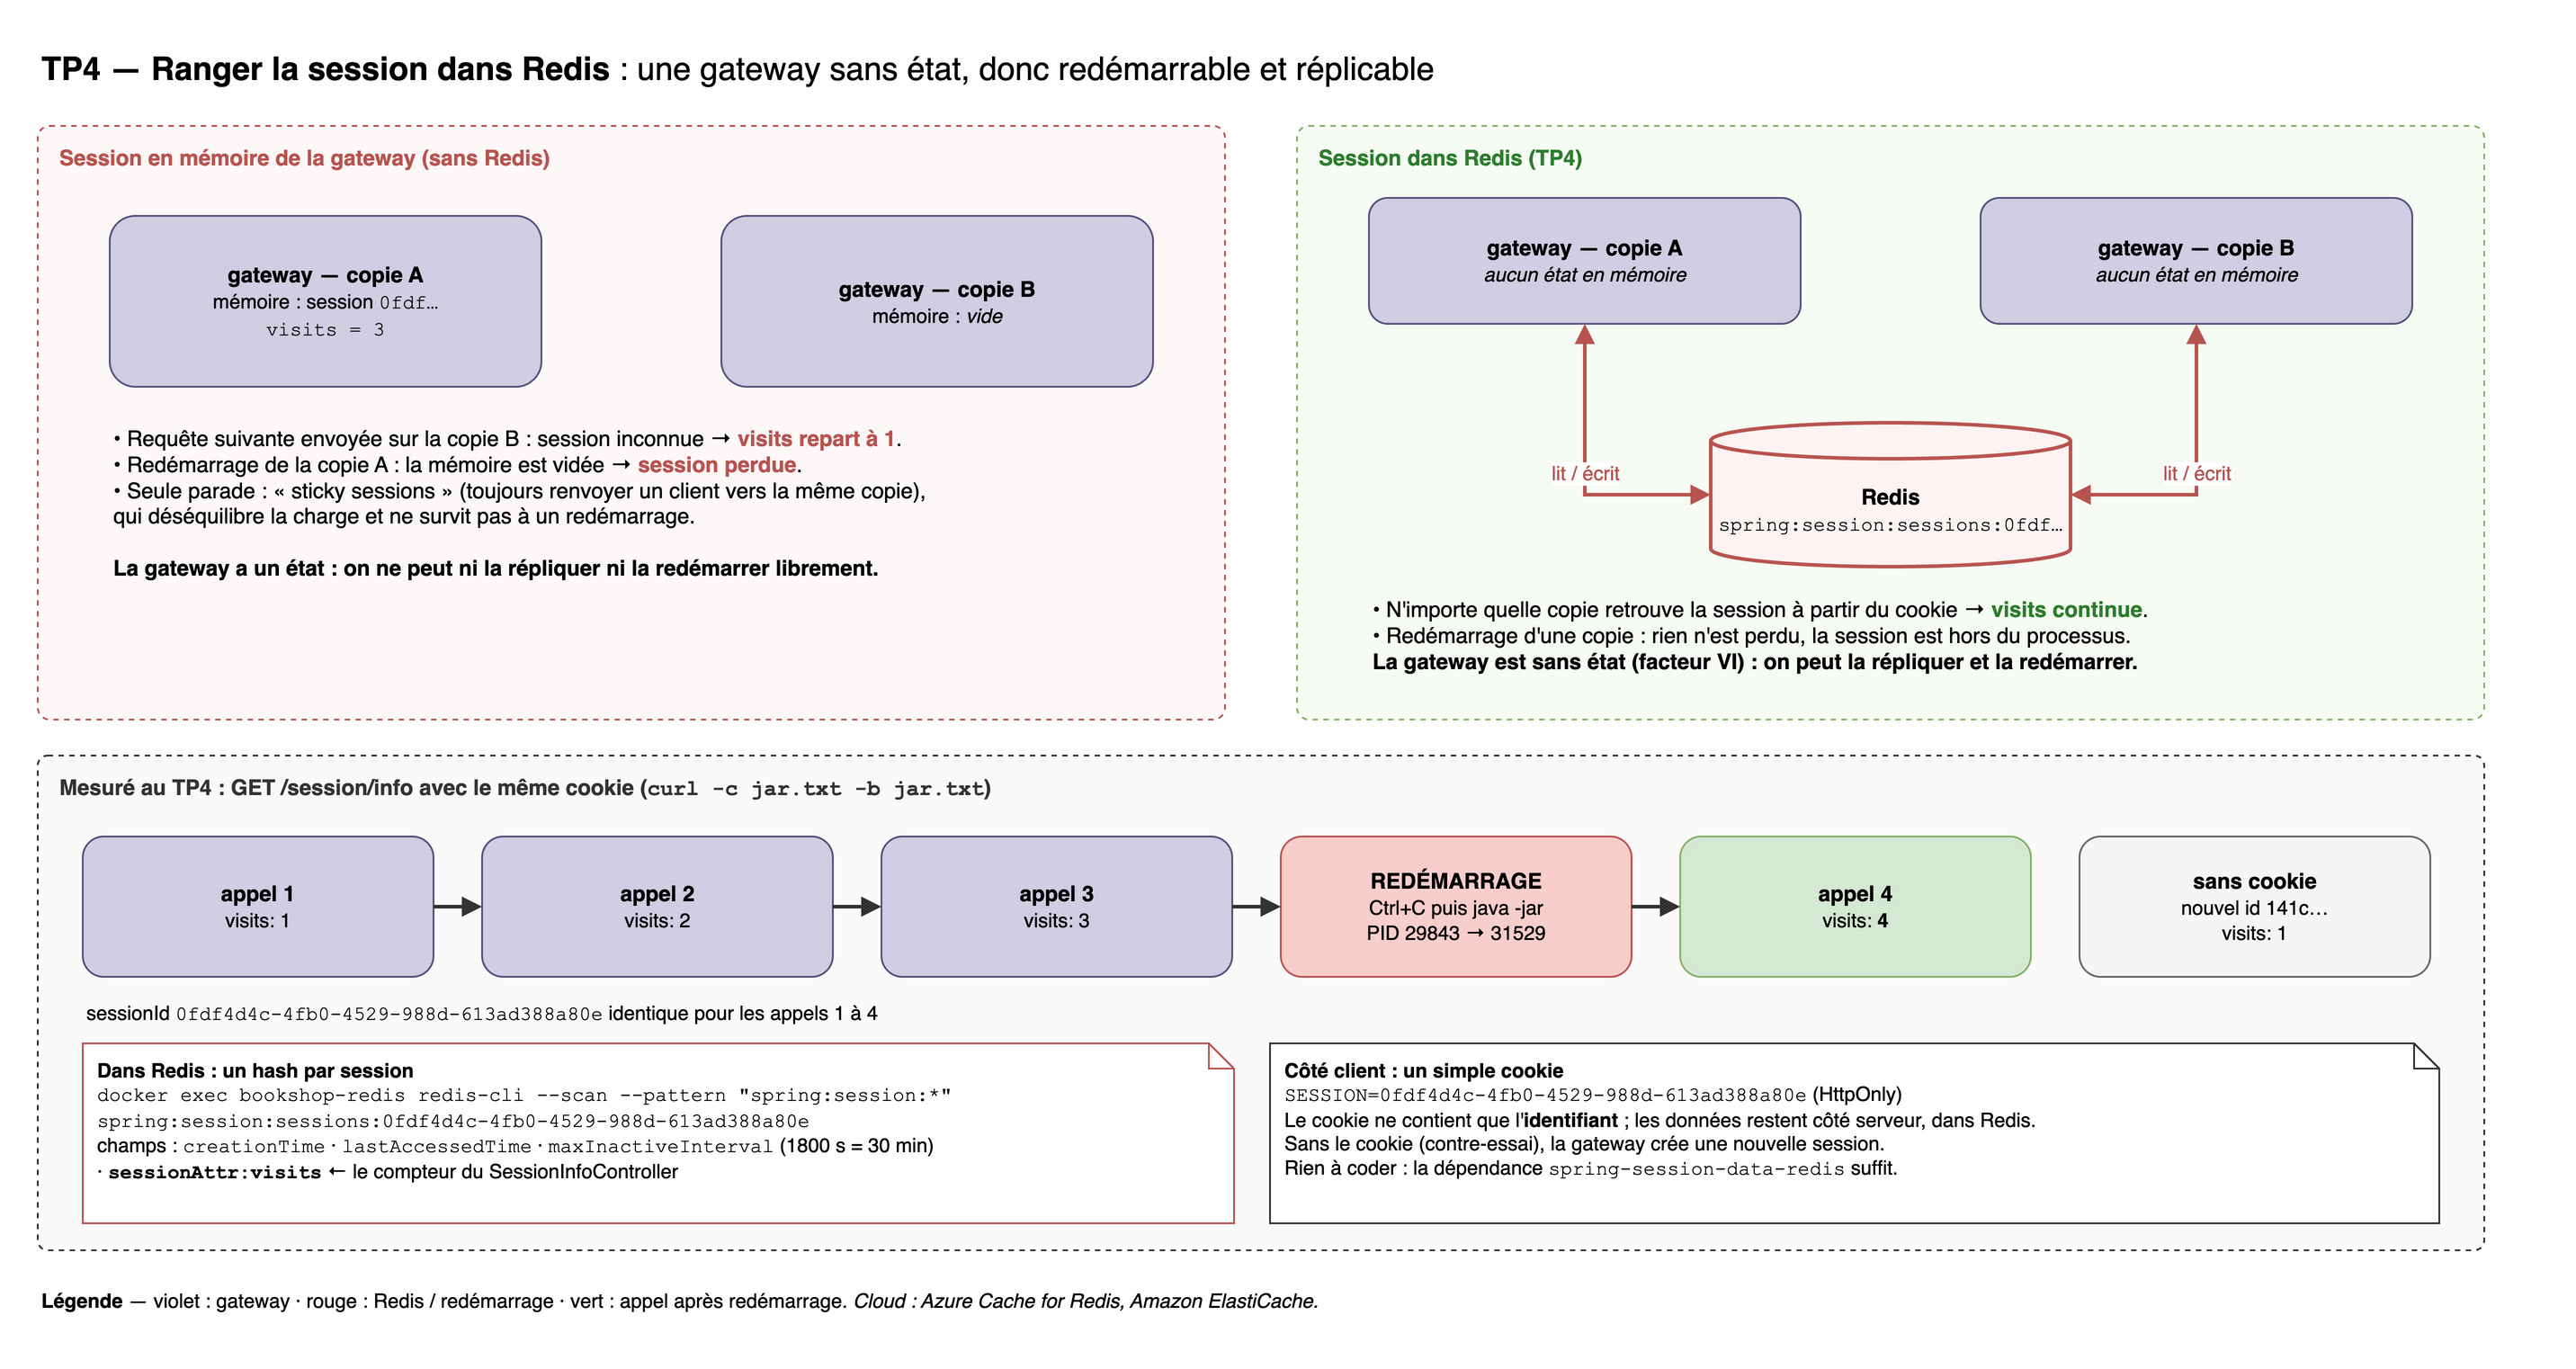 TP4 — Ranger la session dans Redis : une gateway sans état, donc redémarrable et réplicable
Session en mémoire de la gateway (sans Redis)
gateway — copie A
mémoire : session 0fdf…
visits = 3
gateway — copie B
mémoire : vide
• Requête suivante envoyée sur la copie B : session inconnue → visits repart à 1.
• Redémarrage de la copie A : la mémoire est vidée → session perdue.
• Seule parade : « sticky sessions » (toujours renvoyer un client vers la même copie),
qui déséquilibre la charge et ne survit pas à un redémarrage.
La gateway a un état : on ne peut ni la répliquer ni la redémarrer librement.
Session dans Redis (TP4)
gateway — copie A
aucun état en mémoire
gateway — copie B
aucun état en mémoire
lit / écrit
lit / écrit
Redis
spring:session:sessions:0fdf…
• N'importe quelle copie retrouve la session à partir du cookie → visits continue.
• Redémarrage d'une copie : rien n'est perdu, la session est hors du processus.
La gateway est sans état (facteur VI) : on peut la répliquer et la redémarrer.
Mesuré au TP4 : GET /session/info avec le même cookie (curl -c jar.txt -b jar.txt)
appel 1
visits: 1
appel 2
visits: 2
appel 3
visits: 3
REDÉMARRAGE
Ctrl+C puis java -jar
PID 29843 → 31529
appel 4
visits: 4
sans cookie
nouvel id 141c…
visits: 1
sessionId 0fdf4d4c-4fb0-4529-988d-613ad388a80e identique pour les appels 1 à 4
Dans Redis : un hash par session
docker exec bookshop-redis redis-cli --scan --pattern "spring:session:*"
spring:session:sessions:0fdf4d4c-4fb0-4529-988d-613ad388a80e
champs : creationTime · lastAccessedTime · maxInactiveInterval (1800 s = 30 min)
· sessionAttr:visits ← le compteur du SessionInfoController
Côté client : un simple cookie
SESSION=0fdf4d4c-4fb0-4529-988d-613ad388a80e (HttpOnly)
Le cookie ne contient que l'identifiant ; les données restent côté serveur, dans Redis.
Sans le cookie (contre-essai), la gateway crée une nouvelle session.
Rien à coder : la dépendance spring-session-data-redis suffit.
Légende — violet : gateway · rouge : Redis / redémarrage · vert : appel après redémarrage. Cloud : Azure Cache for Redis, Amazon ElastiCache.